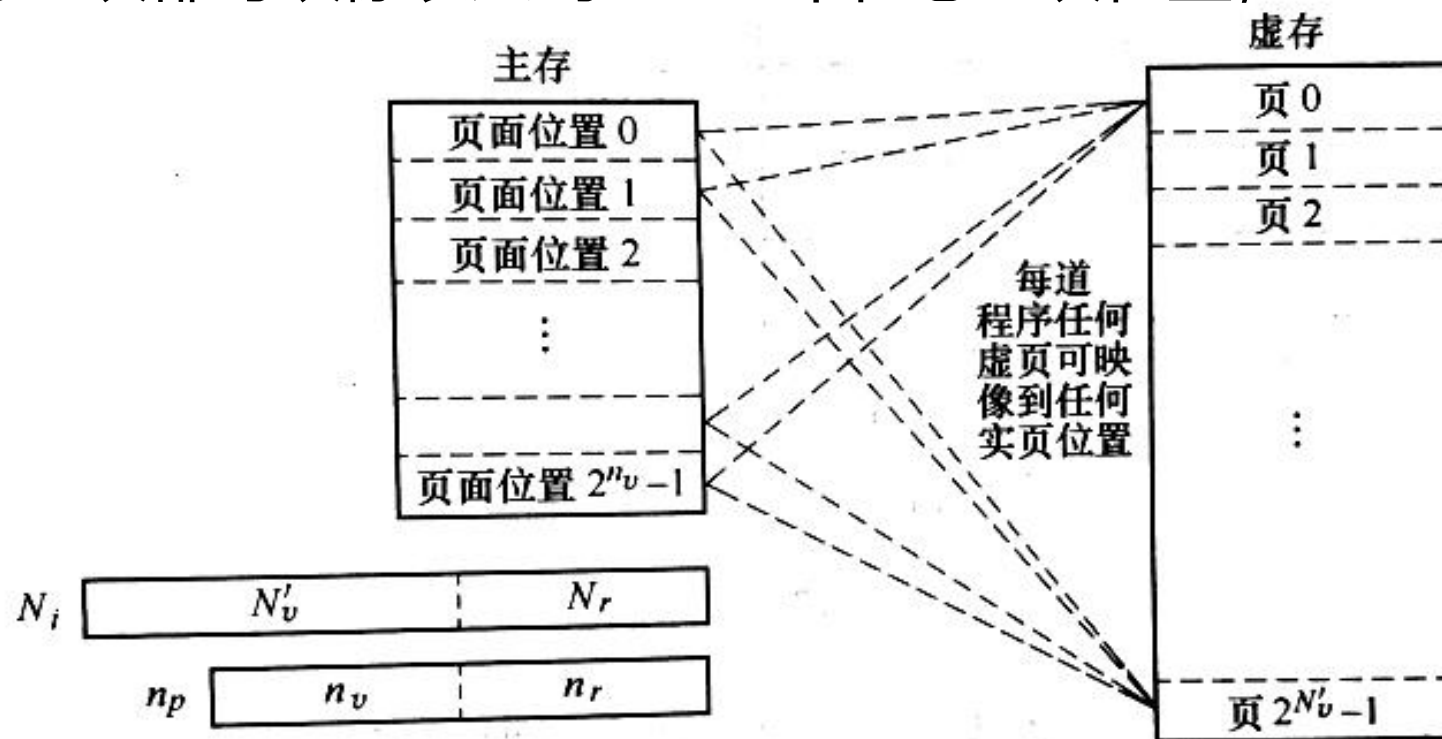 主存
页面位置 0
页面位置 1
页面位置 2
⋮
页面位置 2^{n_v}-1
虚存
页 0
页 1
页 2
⋮
页 2^{N'_v}-1
每道
程序任何
虚页可映
像到任何
实页位置
N_i N'_v N_r
n_p n_v n_r